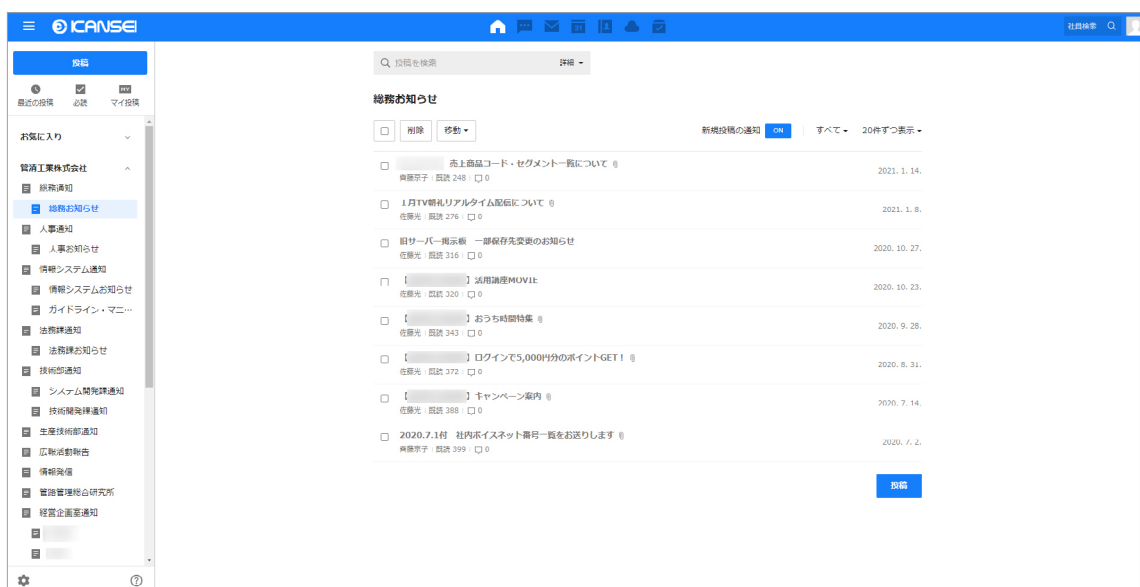 KANSEI
社員検索
投稿
最近の投稿 必読 マイ投稿
お気に入り
管清工業株式会社
総務通知
総務お知らせ
人事通知
人事お知らせ
情報システム通知
情報システムお知らせ
ガイドライン・マニ…
法務課通知
法務課お知らせ
技術部通知
システム開発課通知
技術開発課通知
生産技術部通知
広報活動報告
情報発信
管路管理総合研究所
経営企画室通知
投稿を検索 詳細
総務お知らせ
削除 移動 新規投稿の通知 ON すべて 20件ずつ表示
売上商品コード・セグメント一覧について 2021. 1. 14.
齊藤京子 既読 248 0
1月TV朝礼リアルタイム配信について 2021. 1. 8.
佐藤光 既読 276 0
旧サーバー掲示板 一部保存先変更のお知らせ 2020. 10. 27.
佐藤光 既読 316 0
【 】活用講座MOVIE 2020. 10. 23.
佐藤光 既読 320 0
【 】おうち時間特集 2020. 9. 28.
佐藤光 既読 343 0
【 】ログインで5,000円分のポイントGET! 2020. 8. 31.
佐藤光 既読 372 0
【 】キャンペーン案内 2020. 7. 14.
佐藤光 既読 388 0
2020.7.1付 社内ボイスネット番号一覧をお送りします 2020. 7. 2.
齊藤京子 既読 399 0
投稿